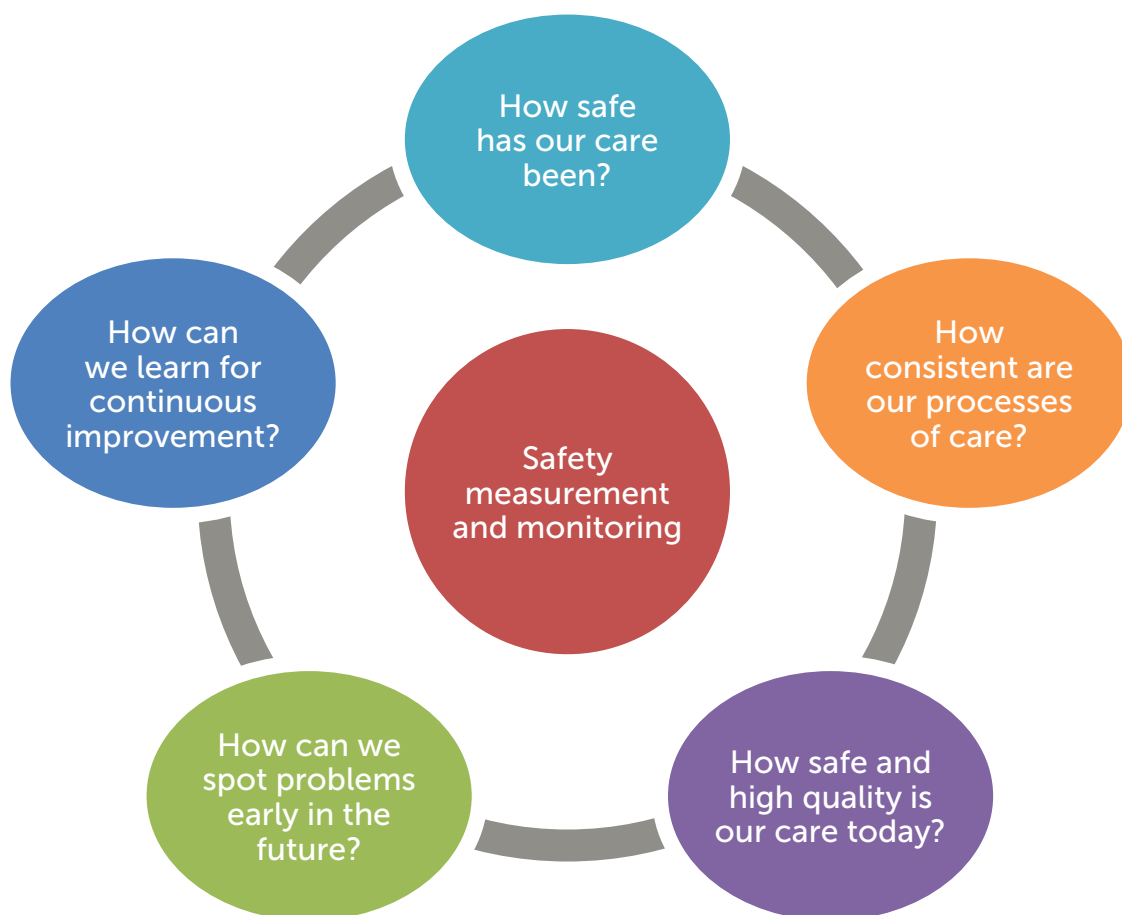 How safe
has our care
been?
How
consistent are
our processes
of care?
How safe and
high quality is
our care today?
How can we
spot problems
early in the
future?
How can
we learn for
continuous
improvement?
Safety
measurement
and monitoring